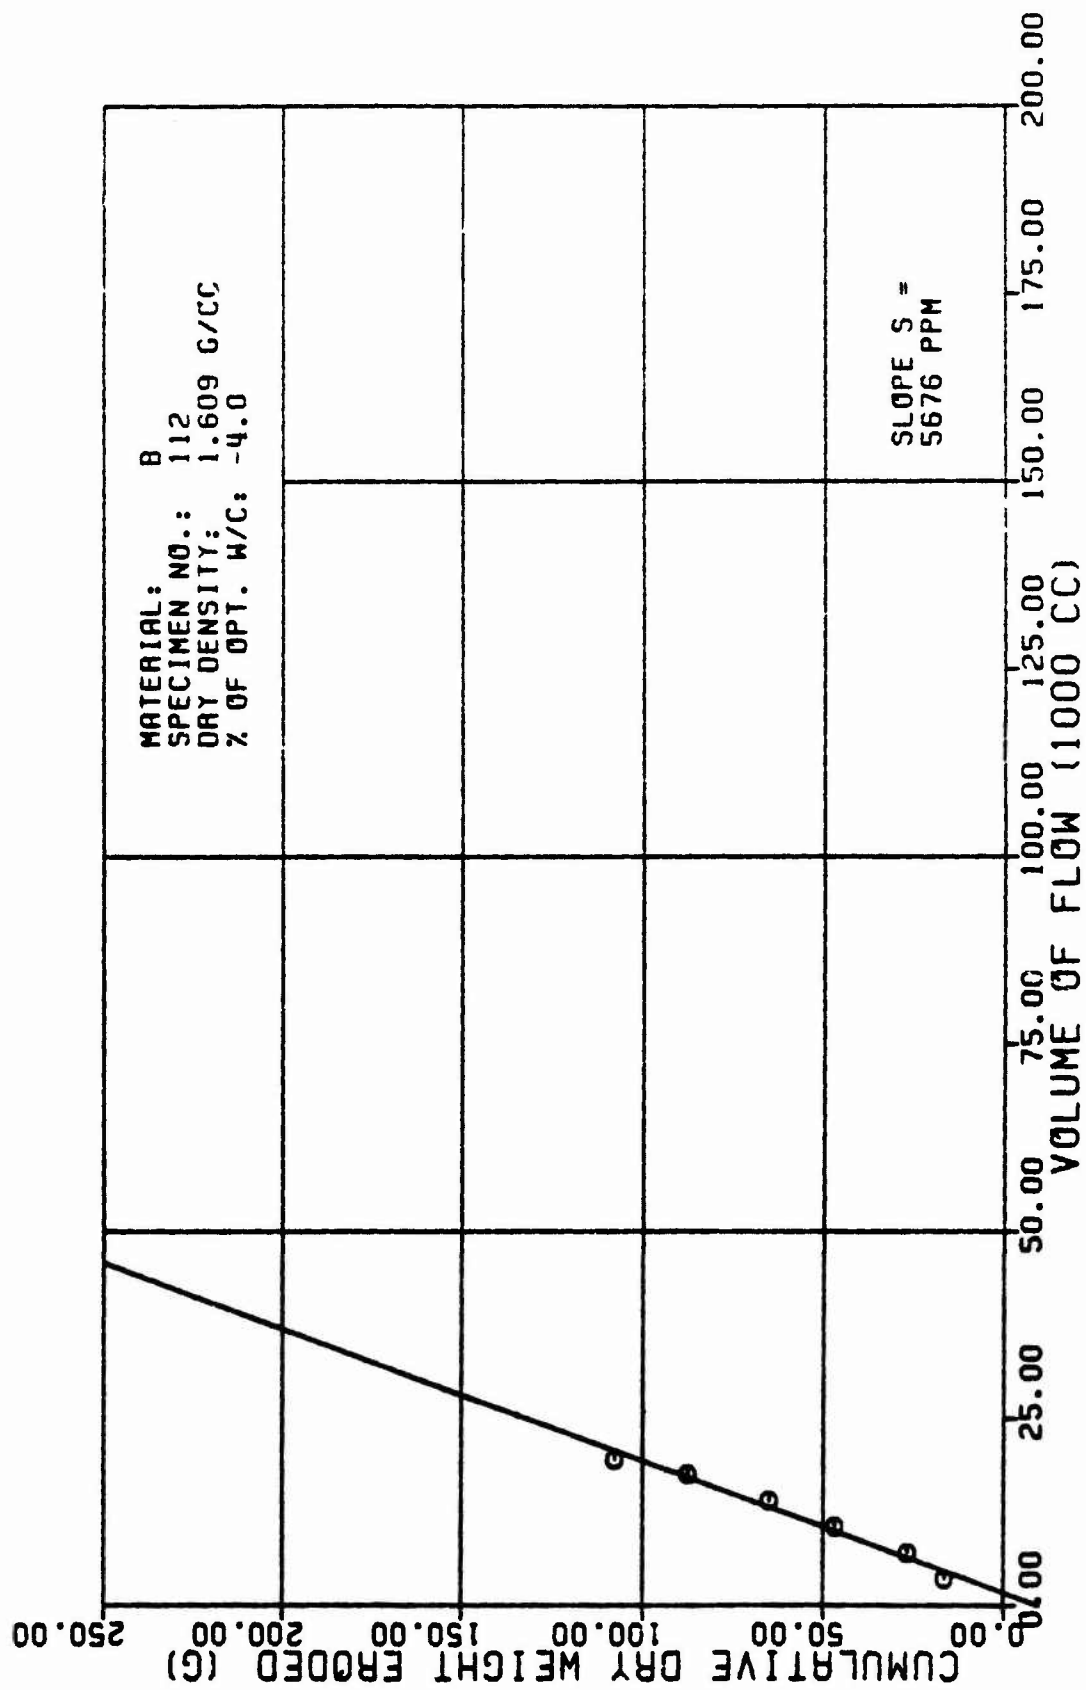 MATERIAL: B
SPECIMEN NO.: 112
DRY DENSITY: 1.609 G/CC
% OF OPT. W/C: -4.0
SLOPE S =
5676 PPM
CUMULATIVE DRY WEIGHT ERODED (G)
250.00
200.00
150.00
100.00
50.00
0.00
25.00
50.00
75.00
100.00
125.00
150.00
175.00
200.00
VOLUME OF FLOW (1000 CC)